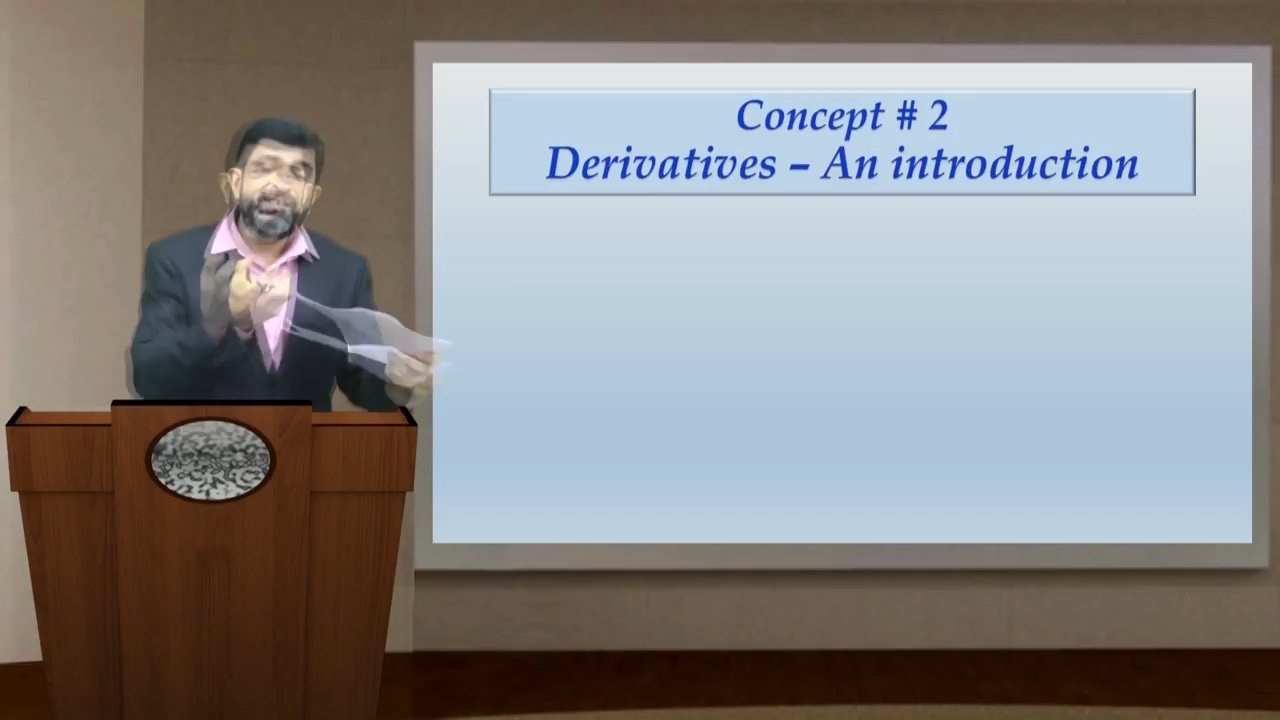 Concept # 2
Derivatives – An introduction